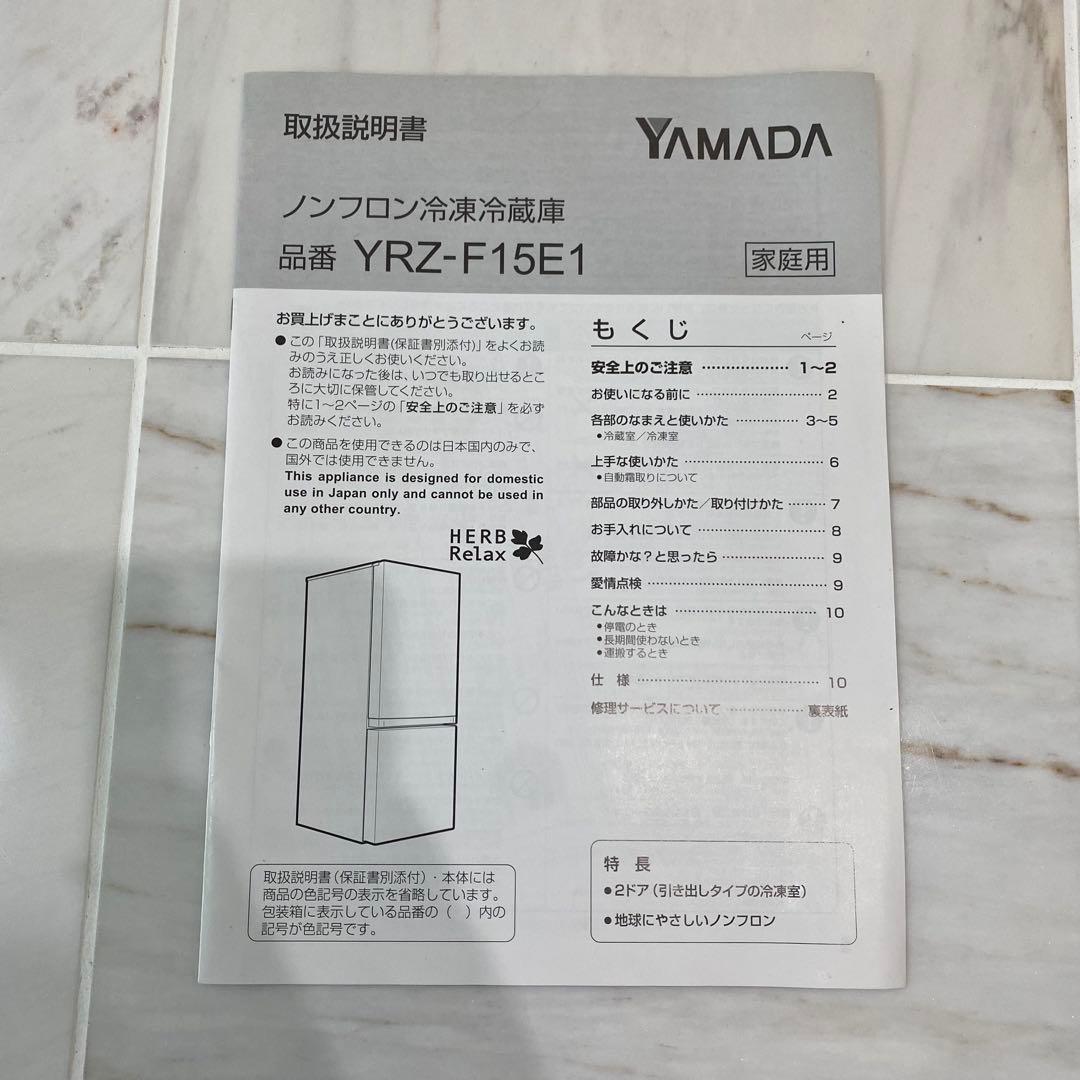 取扱説明書
YAMADA
ノンフロン冷凍冷蔵庫
品番 YRZ-F15E1
家庭用
お買上げまことにありがとうございます。
●この「取扱説明書(保証書別添付)」をよくお読
みのうえ正しくお使いください。
お読みになった後は、いつでも取り出せるとこ
ろに大切に保管してください。
特に1〜2ページの「安全上のご注意」を必ず
お読みください。
●この商品を使用できるのは日本国内のみで、
国外では使用できません。
This appliance is designed for domestic
use in Japan only and cannot be used in
any other country.
HERB
Relax
取扱説明書(保証書別添付)・本体には
商品の色記号の表示を省略しています。
包装箱に表示している品番の( )内の
記号が色記号です。
もくじ
ページ
安全上のご注意 ……………… 1〜2
お使いになる前に ……………… 2
各部のなまえと使いかた ……………… 3〜5
●冷蔵室/冷凍室
上手な使いかた ……………… 6
●自動霜取りについて
部品の取り外しかた/取り付けかた ……… 7
お手入れについて ……………… 8
故障かな?と思ったら ……………… 9
愛情点検 ……………… 9
こんなときは ……………… 10
●停電のとき
●長期間使わないとき
●運搬するとき
仕様 ……………… 10
修理サービスについて ……………… 裏表紙
特長
●2ドア(引き出しタイプの冷凍室)
●地球にやさしいノンフロン